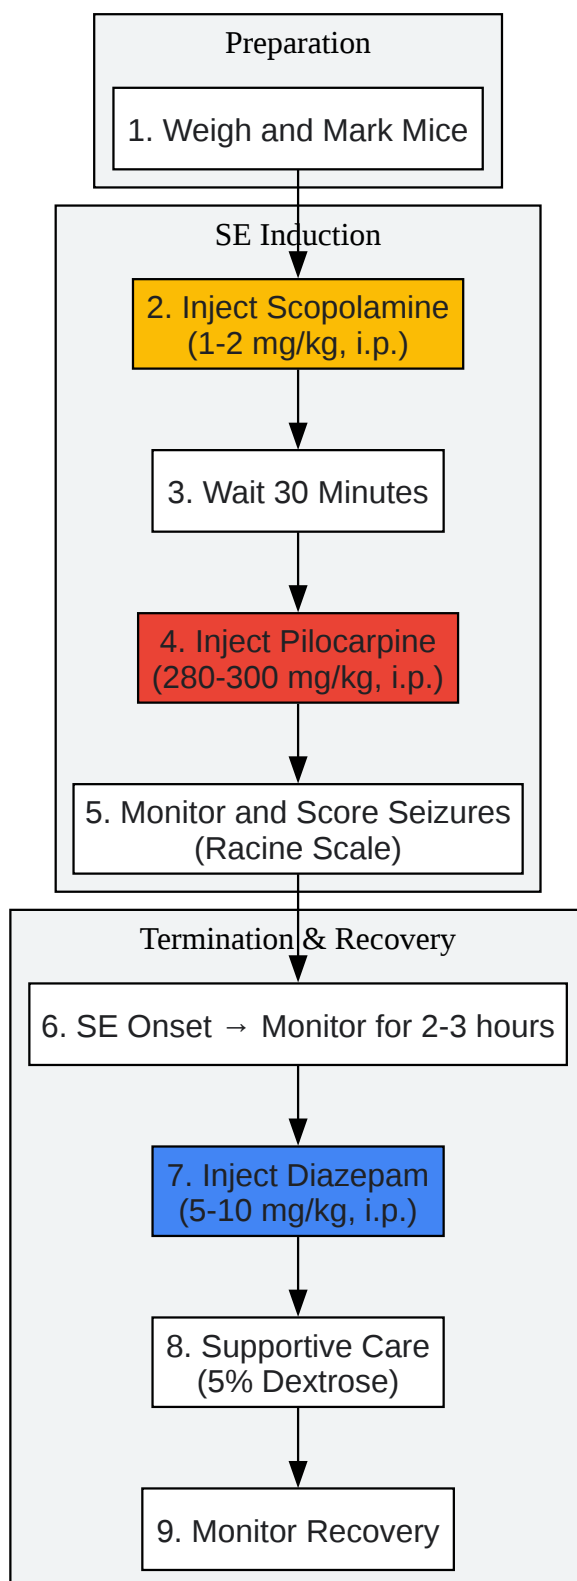 Preparation
1. Weigh and Mark Mice
SE Induction
2. Inject Scopolamine
(1-2 mg/kg, i.p.)
3. Wait 30 Minutes
4. Inject Pilocarpine
(280-300 mg/kg, i.p.)
5. Monitor and Score Seizures
(Racine Scale)
Termination & Recovery
6. SE Onset → Monitor for 2-3 hours
7. Inject Diazepam
(5-10 mg/kg, i.p.)
8. Supportive Care
(5% Dextrose)
9. Monitor Recovery